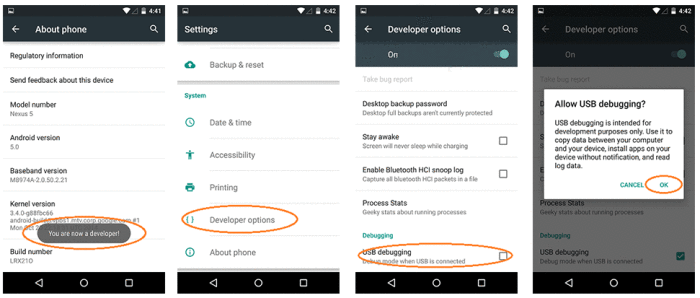 4:41
About phone
Regulatory information
Send feedback about this device
Model number
Nexus 5
Android version
5.0
Baseband version
M8974A-2.0.50.2.21
Kernel version
3.4.0-g88fbc66
Mon Oct
You are now a developer!
Build number
LRX21O
4:42
Settings
Backup & reset
System
Date & time
Accessibility
Printing
{ } Developer options
About phone
4:42
Developer options
On
Take bug report
Desktop backup password
Desktop full backups aren't currently protected
Stay awake
Screen will never sleep while charging
Enable Bluetooth HCI snoop log
Capture all bluetooth HCI packets in a file
Process Stats
Geeky stats about running processes
Debugging
USB debugging
Debug mode when USB is connected
4:42
Developer options
On
Take bug report
Allow USB debugging?
USB debugging is intended for
development purposes only. Use it to
copy data between your computer
and your device, install apps on your
device without notification, and read
log data.
CANCEL OK
Process Stats
Geeky stats about running processes
Debugging
USB debugging
Debug mode when USB is connected